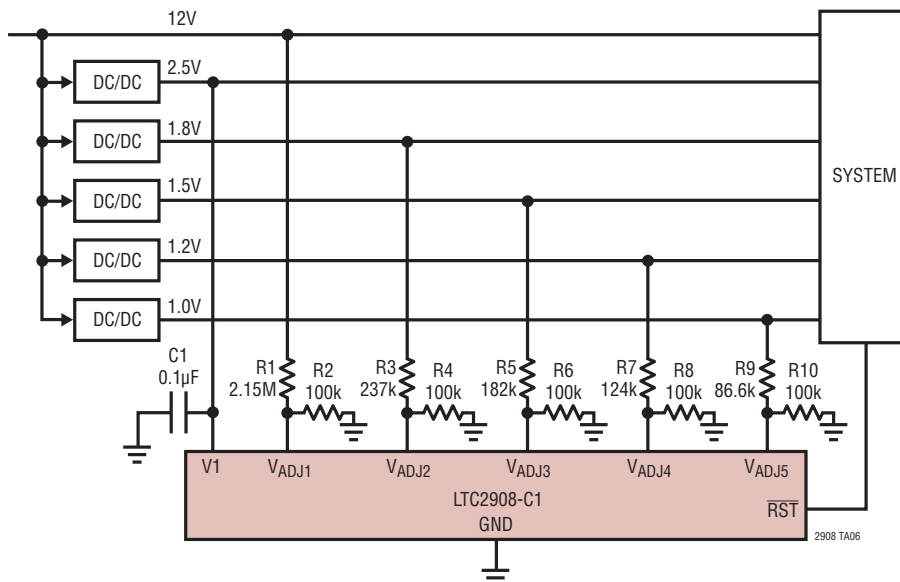 12V
DC/DC
2.5V
DC/DC
1.8V
DC/DC
1.5V
DC/DC
1.2V
DC/DC
1.0V
SYSTEM
C1
0.1µF
R1
2.15M
R2
100k
R3
237k
R4
100k
R5
182k
R6
100k
R7
124k
R8
100k
R9
86.6k
R10
100k
V1
VADJ1
VADJ2
VADJ3
VADJ4
VADJ5
LTC2908-C1
GND
RST
2908 TA06